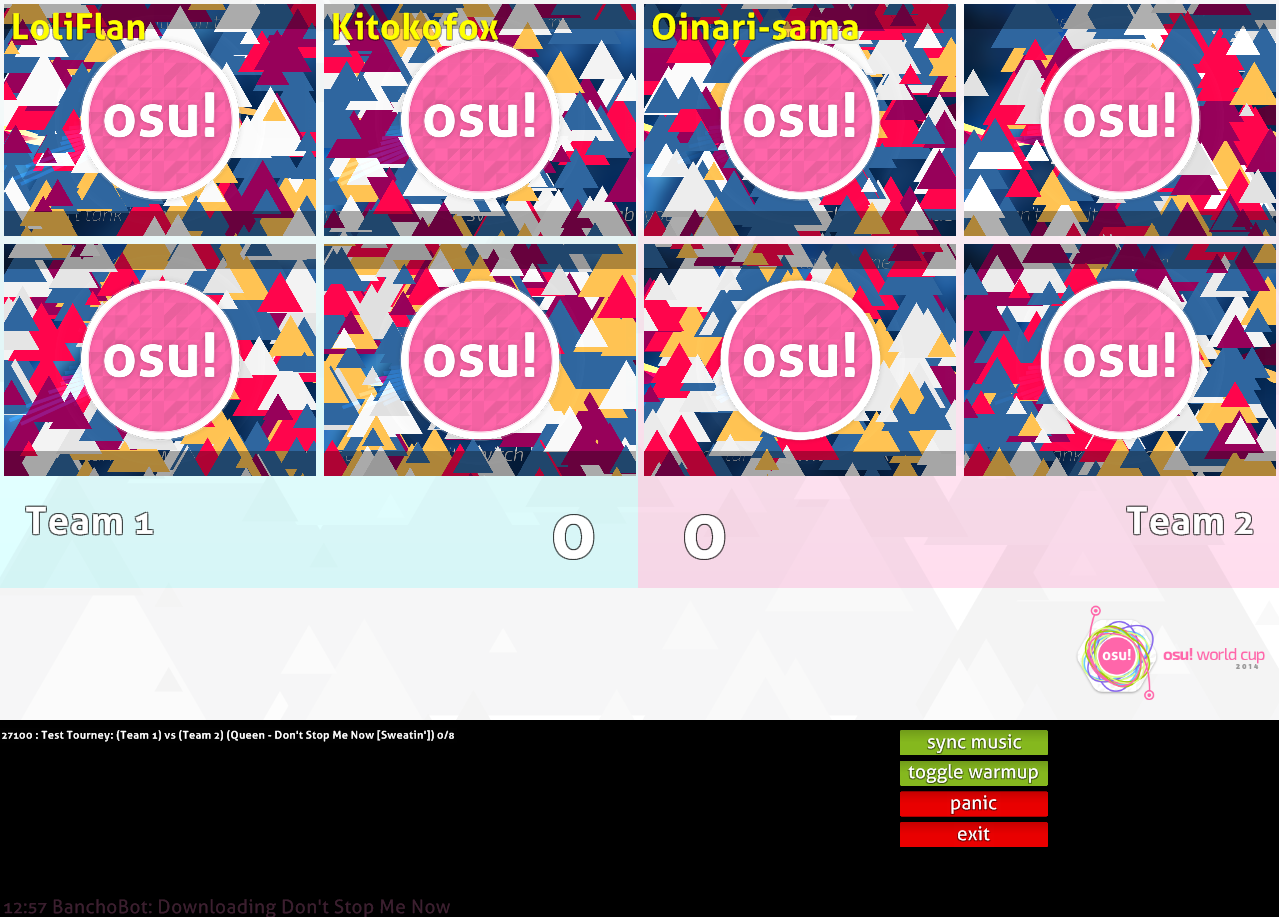 LoliFlan
Kitokofox
Oinari-sama
osu!
osu!
osu!
osu!
osu!
osu!
osu!
osu!
Team 1
0
0
Team 2
osu!
osu! world cup
2014
27100 : Test Tourney: (Team 1) vs (Team 2) (Queen - Don't Stop Me Now [Sweatin']) 0/8
sync music
toggle warmup
panic
exit
12:57 BanchoBot: Downloading Don't Stop Me Now